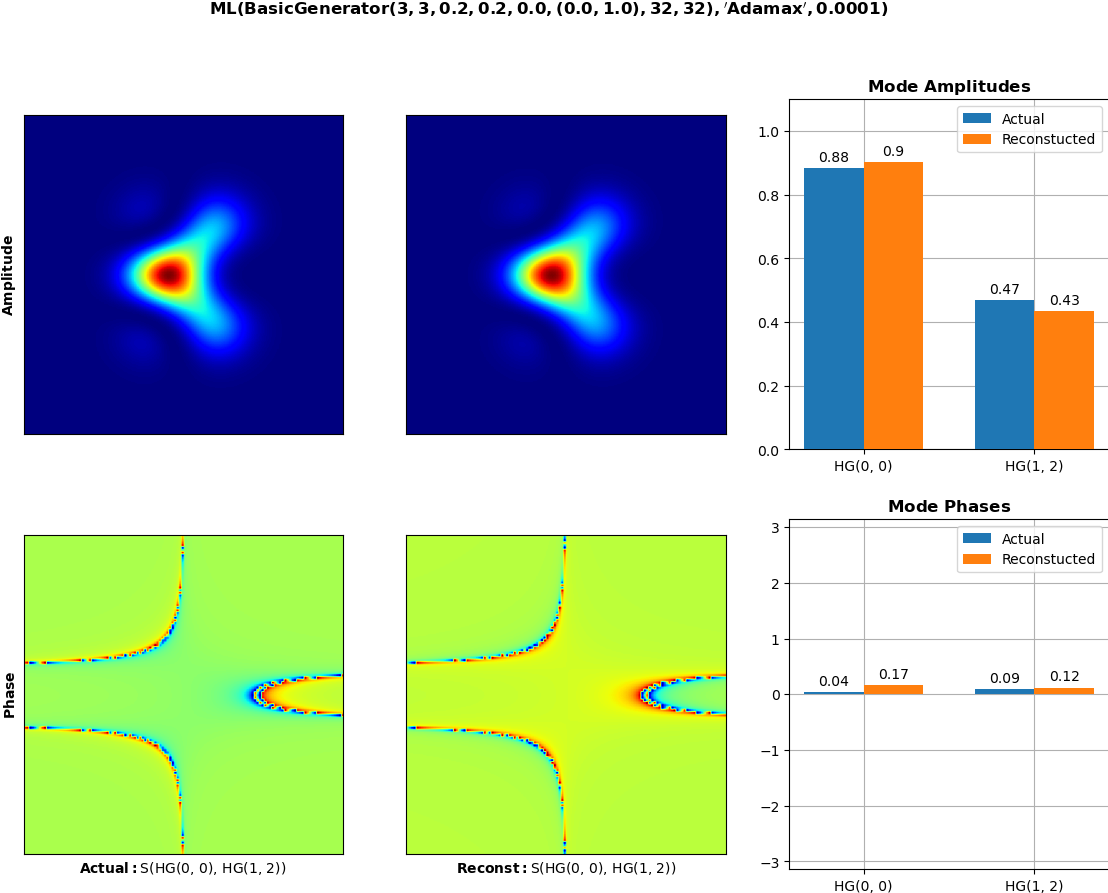 ML(BasicGenerator(3, 3, 0.2, 0.2, 0.0, (0.0, 1.0), 32, 32), 'Adamax', 0.0001)
Amplitude
Mode Amplitudes
Actual
Reconstucted
1.0
0.8
0.6
0.4
0.2
0.0
0.88
0.9
0.47
0.43
HG(0, 0)
HG(1, 2)
Phase
Actual: S(HG(0, 0), HG(1, 2))
Reconst: S(HG(0, 0), HG(1, 2))
Mode Phases
Actual
Reconstucted
3
2
1
0
−1
−2
−3
0.04
0.17
0.09
0.12
HG(0, 0)
HG(1, 2)